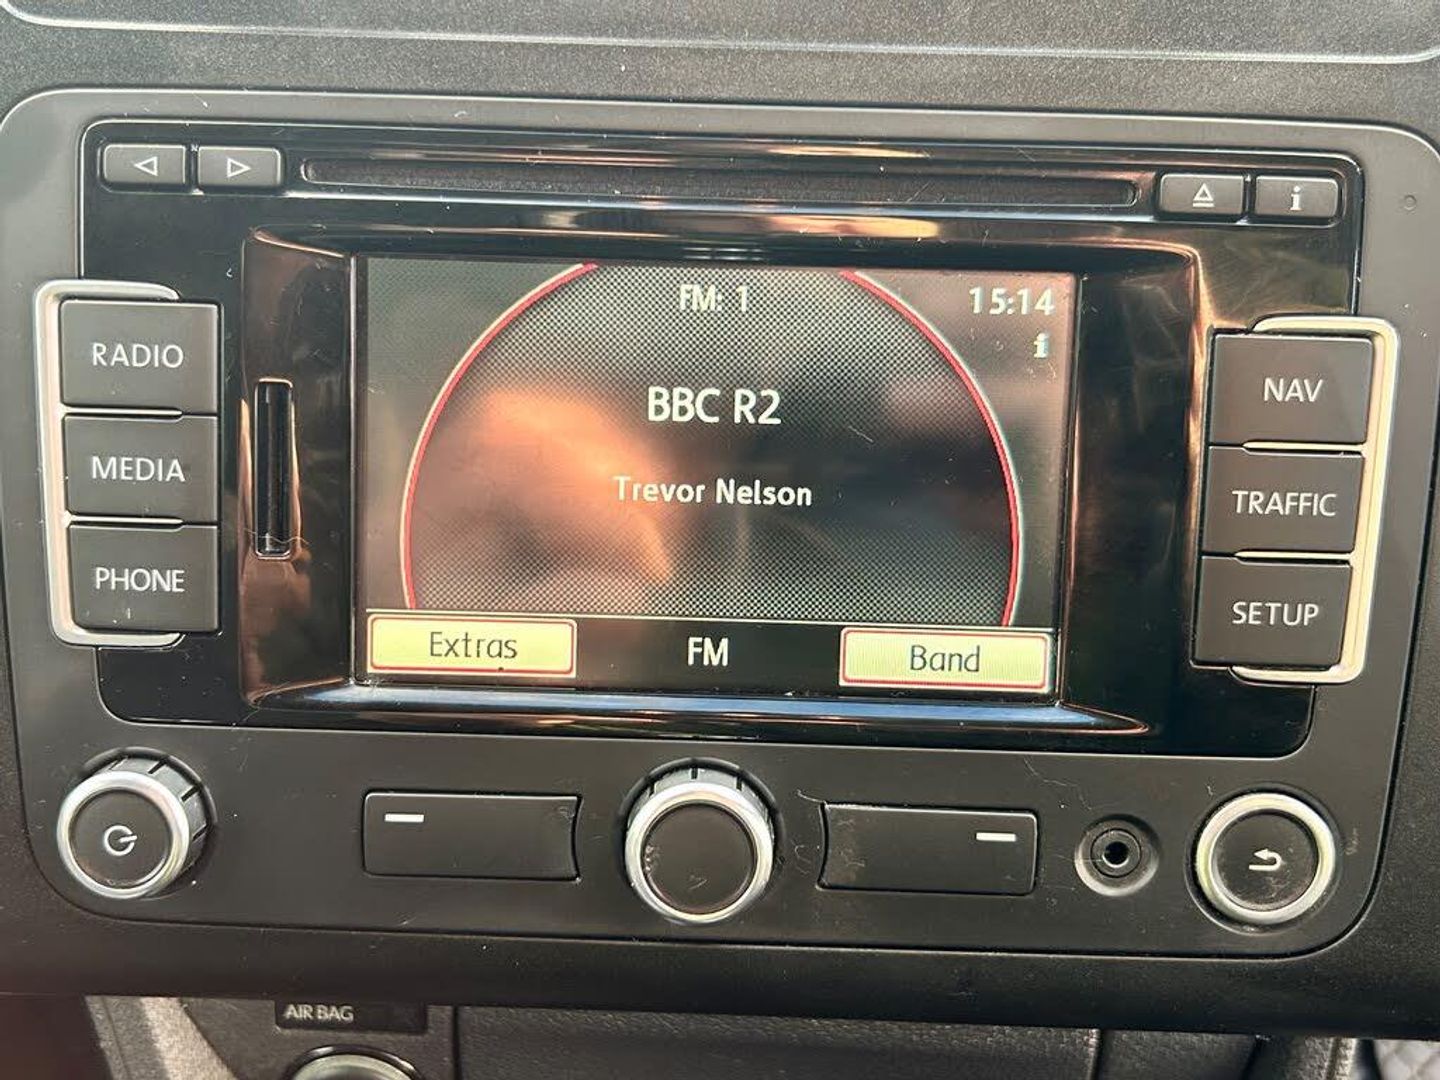 FM: 1
15:14
i
RADIO
MEDIA
PHONE
BBC R2
Trevor Nelson
NAV
TRAFFIC
SETUP
Extras
FM
Band
AIR BAG